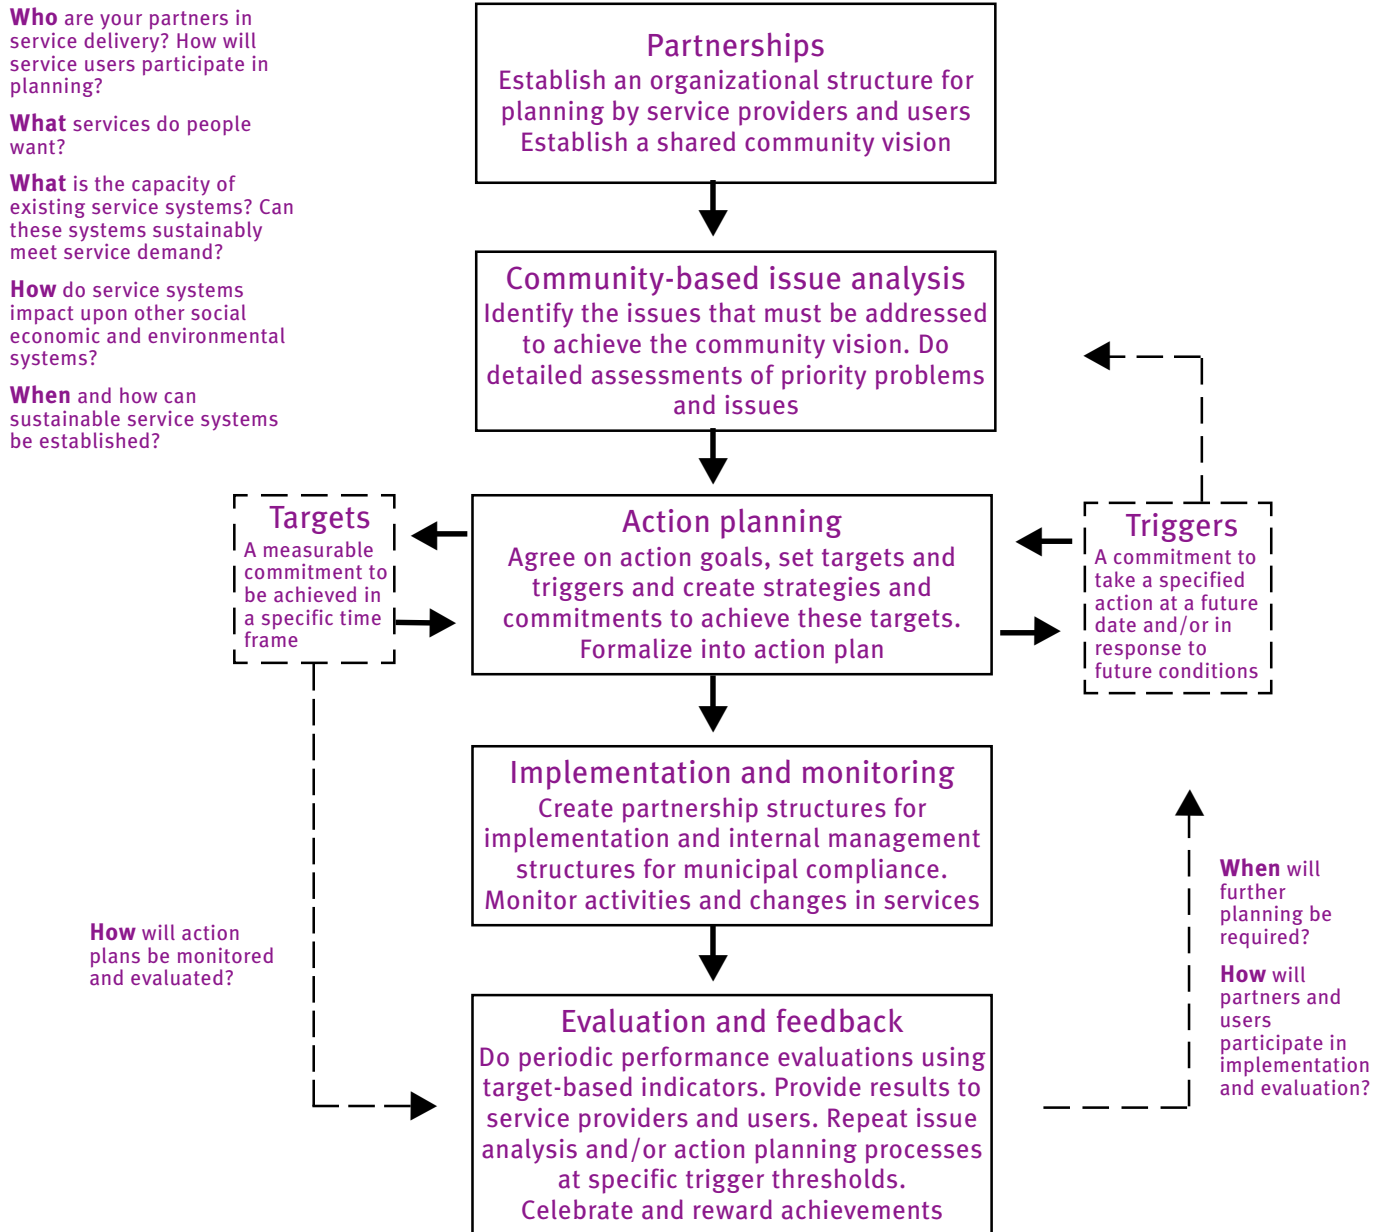 Who are your partners in
service delivery? How will
service users participate in
planning?
What services do people
want?
What is the capacity of
existing service systems? Can
these systems sustainably
meet service demand?
How do service systems
impact upon other social
economic and environmental
systems?
When and how can
sustainable service systems
be established?
Partnerships
Establish an organizational structure for
planning by service providers and users
Establish a shared community vision
Community-based issue analysis
Identify the issues that must be addressed
to achieve the community vision. Do
detailed assessments of priority problems
and issues
Targets
A measurable
commitment to
be achieved in
a specific time
frame
Action planning
Agree on action goals, set targets and
triggers and create strategies and
commitments to achieve these targets.
Formalize into action plan
Triggers
A commitment to
take a specified
action at a future
date and/or in
response to
future conditions
Implementation and monitoring
Create partnership structures for
implementation and internal management
structures for municipal compliance.
Monitor activities and changes in services
How will action
plans be monitored
and evaluated?
When will
further
planning be
required?
How will
partners and
users
participate in
implementation
and evaluation?
Evaluation and feedback
Do periodic performance evaluations using
target-based indicators. Provide results to
service providers and users. Repeat issue
analysis and/or action planning processes
at specific trigger thresholds.
Celebrate and reward achievements